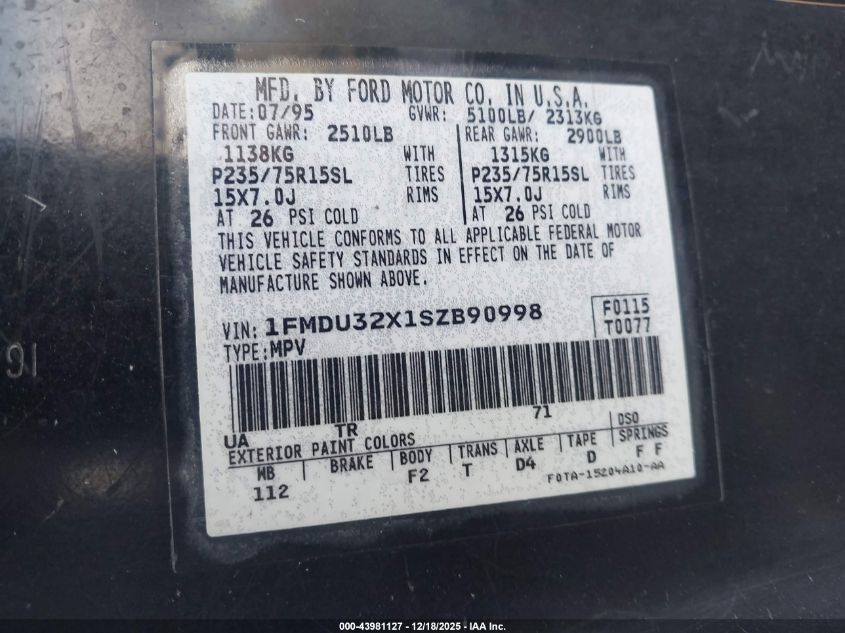 MFD. BY FORD MOTOR CO. IN U.S.A.
DATE: 07/95 GVWR: 5100LB/ 2313KG
FRONT GAWR: 2510LB REAR GAWR: 2900LB
1138KG WITH 1315KG WITH
P235/75R15SL TIRES P235/75R15SL TIRES
15X7.0J RIMS 15X7.0J RIMS
AT 26 PSI COLD AT 26 PSI COLD
THIS VEHICLE CONFORMS TO ALL APPLICABLE FEDERAL MOTOR
VEHICLE SAFETY STANDARDS IN EFFECT ON THE DATE OF
MANUFACTURE SHOWN ABOVE.
VIN: 1FMDU32X1SZB90998 F0115
TYPE: MPV T0077
71
UA TR DSO
EXTERIOR PAINT COLORS
WB BRAKE BODY TRANS AXLE TAPE SPRINGS
112 F2 T D4 D F F
F0TA-15204A10-AA
16
000-43981127 - 12/18/2025 - IAA Inc.